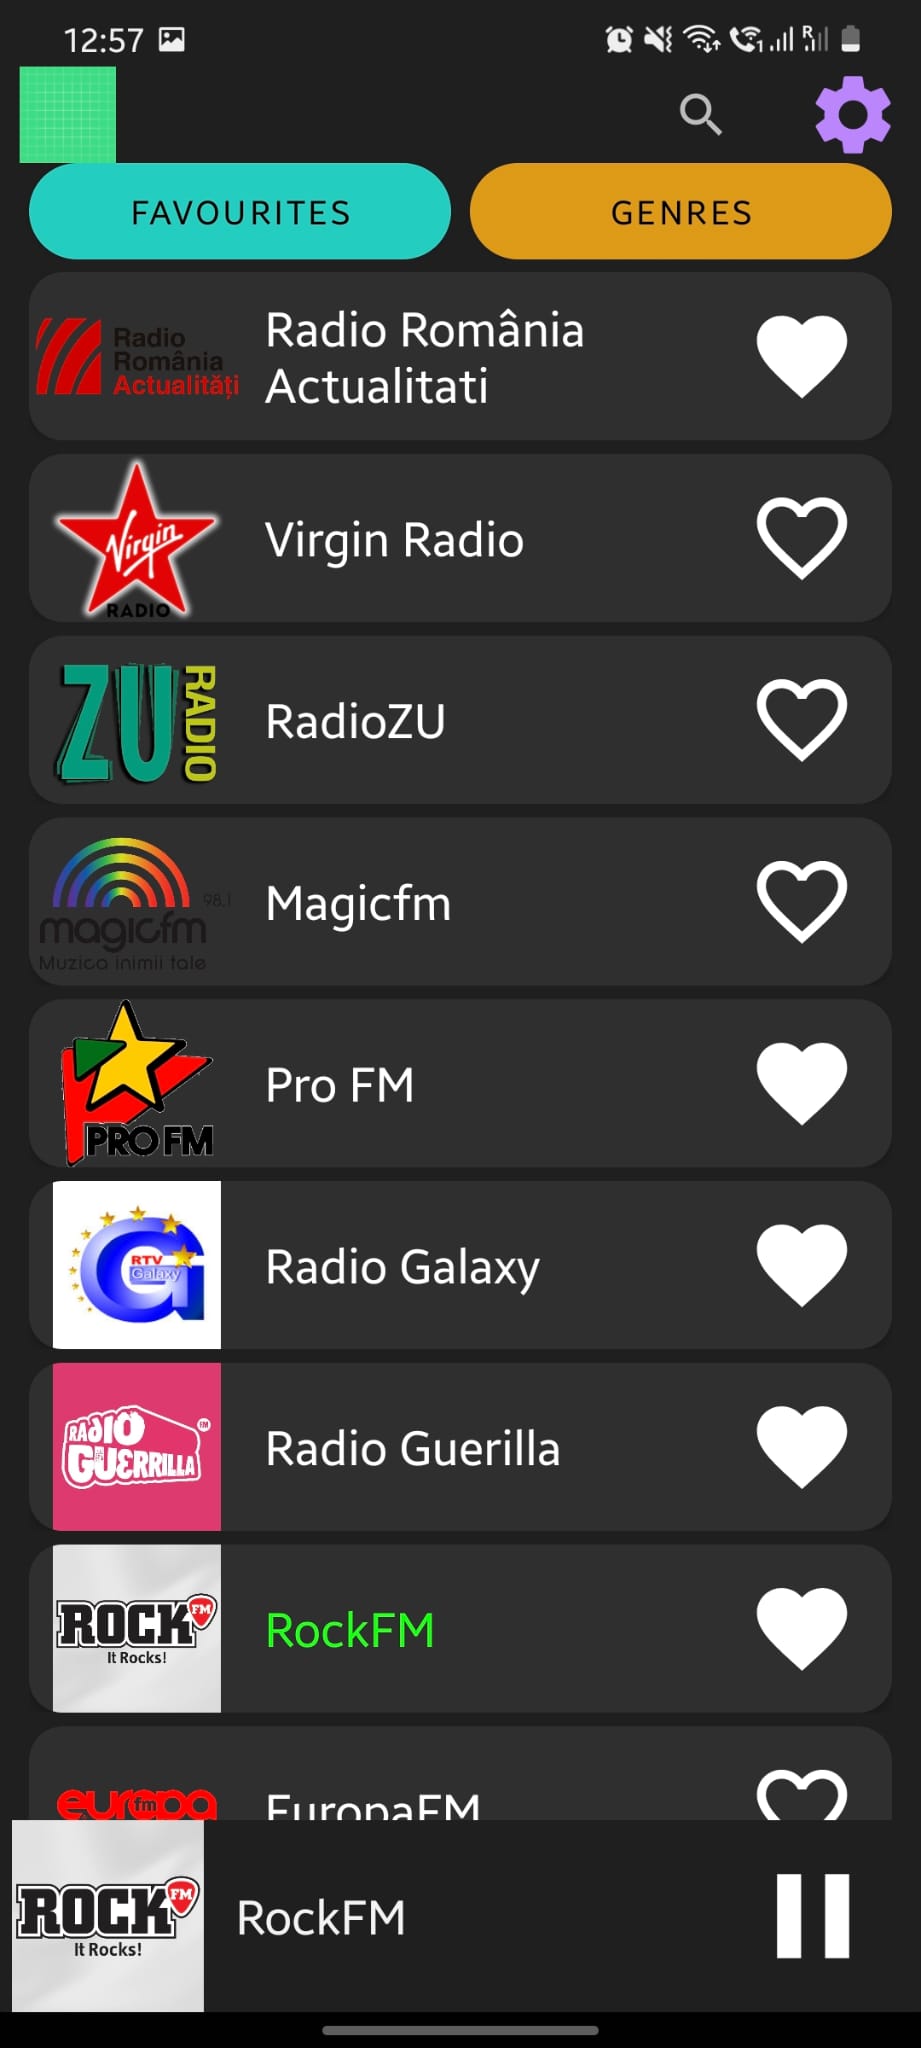 12:57
FAVOURITES
GENRES
Radio
România
Actualități
Radio România
Actualitati
Virgin
RADIO
Virgin Radio
ZU
RADIO
RadioZU
98.1
magicfm
Muzica inimii tale
Magicfm
PRO FM
Pro FM
RTV
Galaxy
Radio Galaxy
RADIO
GUERRILLA
FM
Radio Guerilla
ROCK FM
It Rocks!
RockFM
europa fm
EuropaFM
ROCK FM
It Rocks!
RockFM